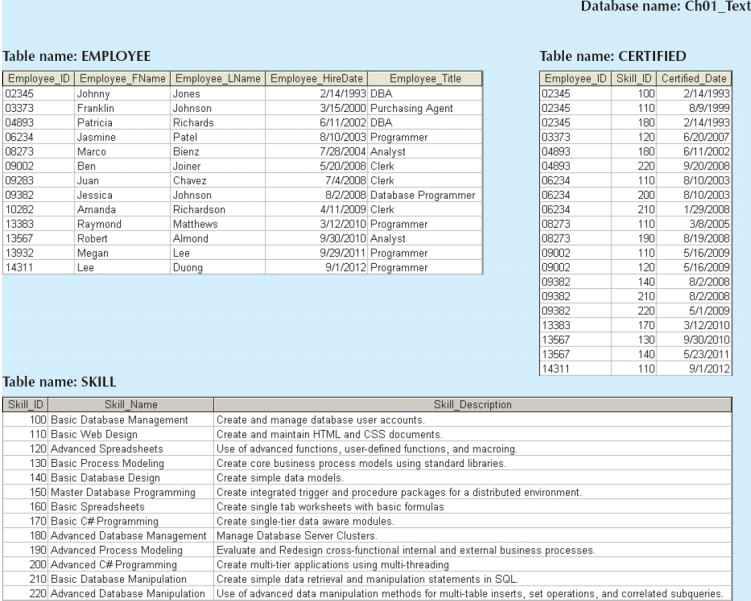 Database name: Ch01_Text
Table name: EMPLOYEE
Employee_ID Employee_FName Employee_LName Employee_HireDate Employee_Title
02345 Johnny Jones 2/14/1993 DBA
03373 Franklin Johnson 3/15/2000 Purchasing Agent
04893 Patricia Richards 6/11/2002 DBA
06234 Jasmine Patel 8/10/2003 Programmer
08273 Marco Bienz 7/28/2004 Analyst
09002 Ben Joiner 5/20/2008 Clerk
09283 Juan Chavez 7/4/2008 Clerk
09382 Jessica Johnson 8/2/2008 Database Programmer
10282 Amanda Richardson 4/11/2009 Clerk
13383 Raymond Matthews 3/12/2010 Programmer
13567 Robert Almond 9/30/2010 Analyst
13932 Megan Lee 9/29/2011 Programmer
14311 Lee Duong 9/1/2012 Programmer
Table name: CERTIFIED
Employee_ID Skill_ID Certified_Date
02345 100 2/14/1993
02345 110 8/9/1999
02345 180 2/14/1993
03373 120 6/20/2007
04893 180 6/11/2002
04893 220 9/20/2008
06234 110 8/10/2003
06234 200 8/10/2003
06234 210 1/29/2008
08273 110 3/8/2005
08273 190 8/19/2008
09002 110 5/16/2009
09002 120 5/16/2009
09382 140 8/2/2008
09382 210 8/2/2008
09382 220 5/1/2009
13383 170 3/12/2010
13567 130 9/30/2010
13567 140 5/23/2011
14311 110 9/1/2012
Table name: SKILL
Skill_ID Skill_Name Skill_Description
100 Basic Database Management Create and manage database user accounts.
110 Basic Web Design Create and maintain HTML and CSS documents.
120 Advanced Spreadsheets Use of advanced functions, user-defined functions, and macroing.
130 Basic Process Modeling Create core business process models using standard libraries.
140 Basic Database Design Create simple data models.
150 Master Database Programming Create integrated trigger and procedure packages for a distributed environment.
160 Basic Spreadsheets Create single tab worksheets with basic formulas
170 Basic C# Programming Create single-tier data aware modules.
180 Advanced Database Management Manage Database Server Clusters.
190 Advanced Process Modeling Evaluate and Redesign cross-functional internal and external business processes.
200 Advanced C# Programming Create multi-tier applications using multi-threading
210 Basic Database Manipulation Create simple data retrieval and manipulation statements in SQL.
220 Advanced Database Manipulation Use of advanced data manipulation methods for multi-table inserts, set operations, and correlated subqueries.